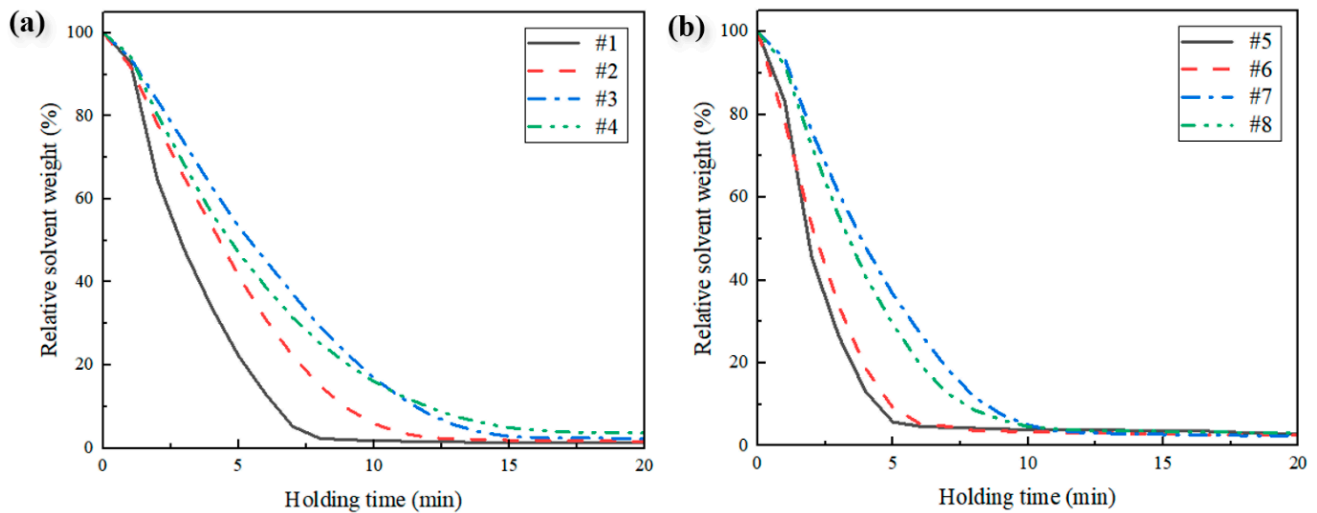 (a)
Relative solvent weight (%)
100
80
60
40
20
0
0 5 10 15 20
Holding time (min)
#1
#2
#3
#4
(b)
Relative solvent weight (%)
100
80
60
40
20
0
0 5 10 15 20
Holding time (min)
#5
#6
#7
#8